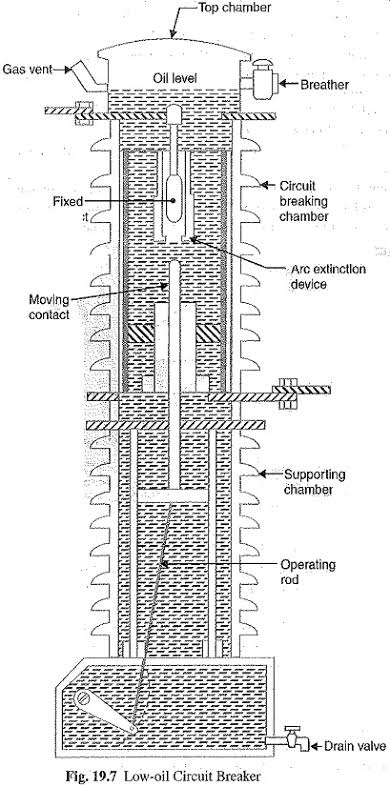 Top chamber
Gas vent
Oil level
Breather
Fixed
Circuit
breaking
chamber
Arc extinction
device
Moving
contact
Supporting
chamber
Operating
rod
Drain valve
Fig. 19.7 Low-oil Circuit Breaker